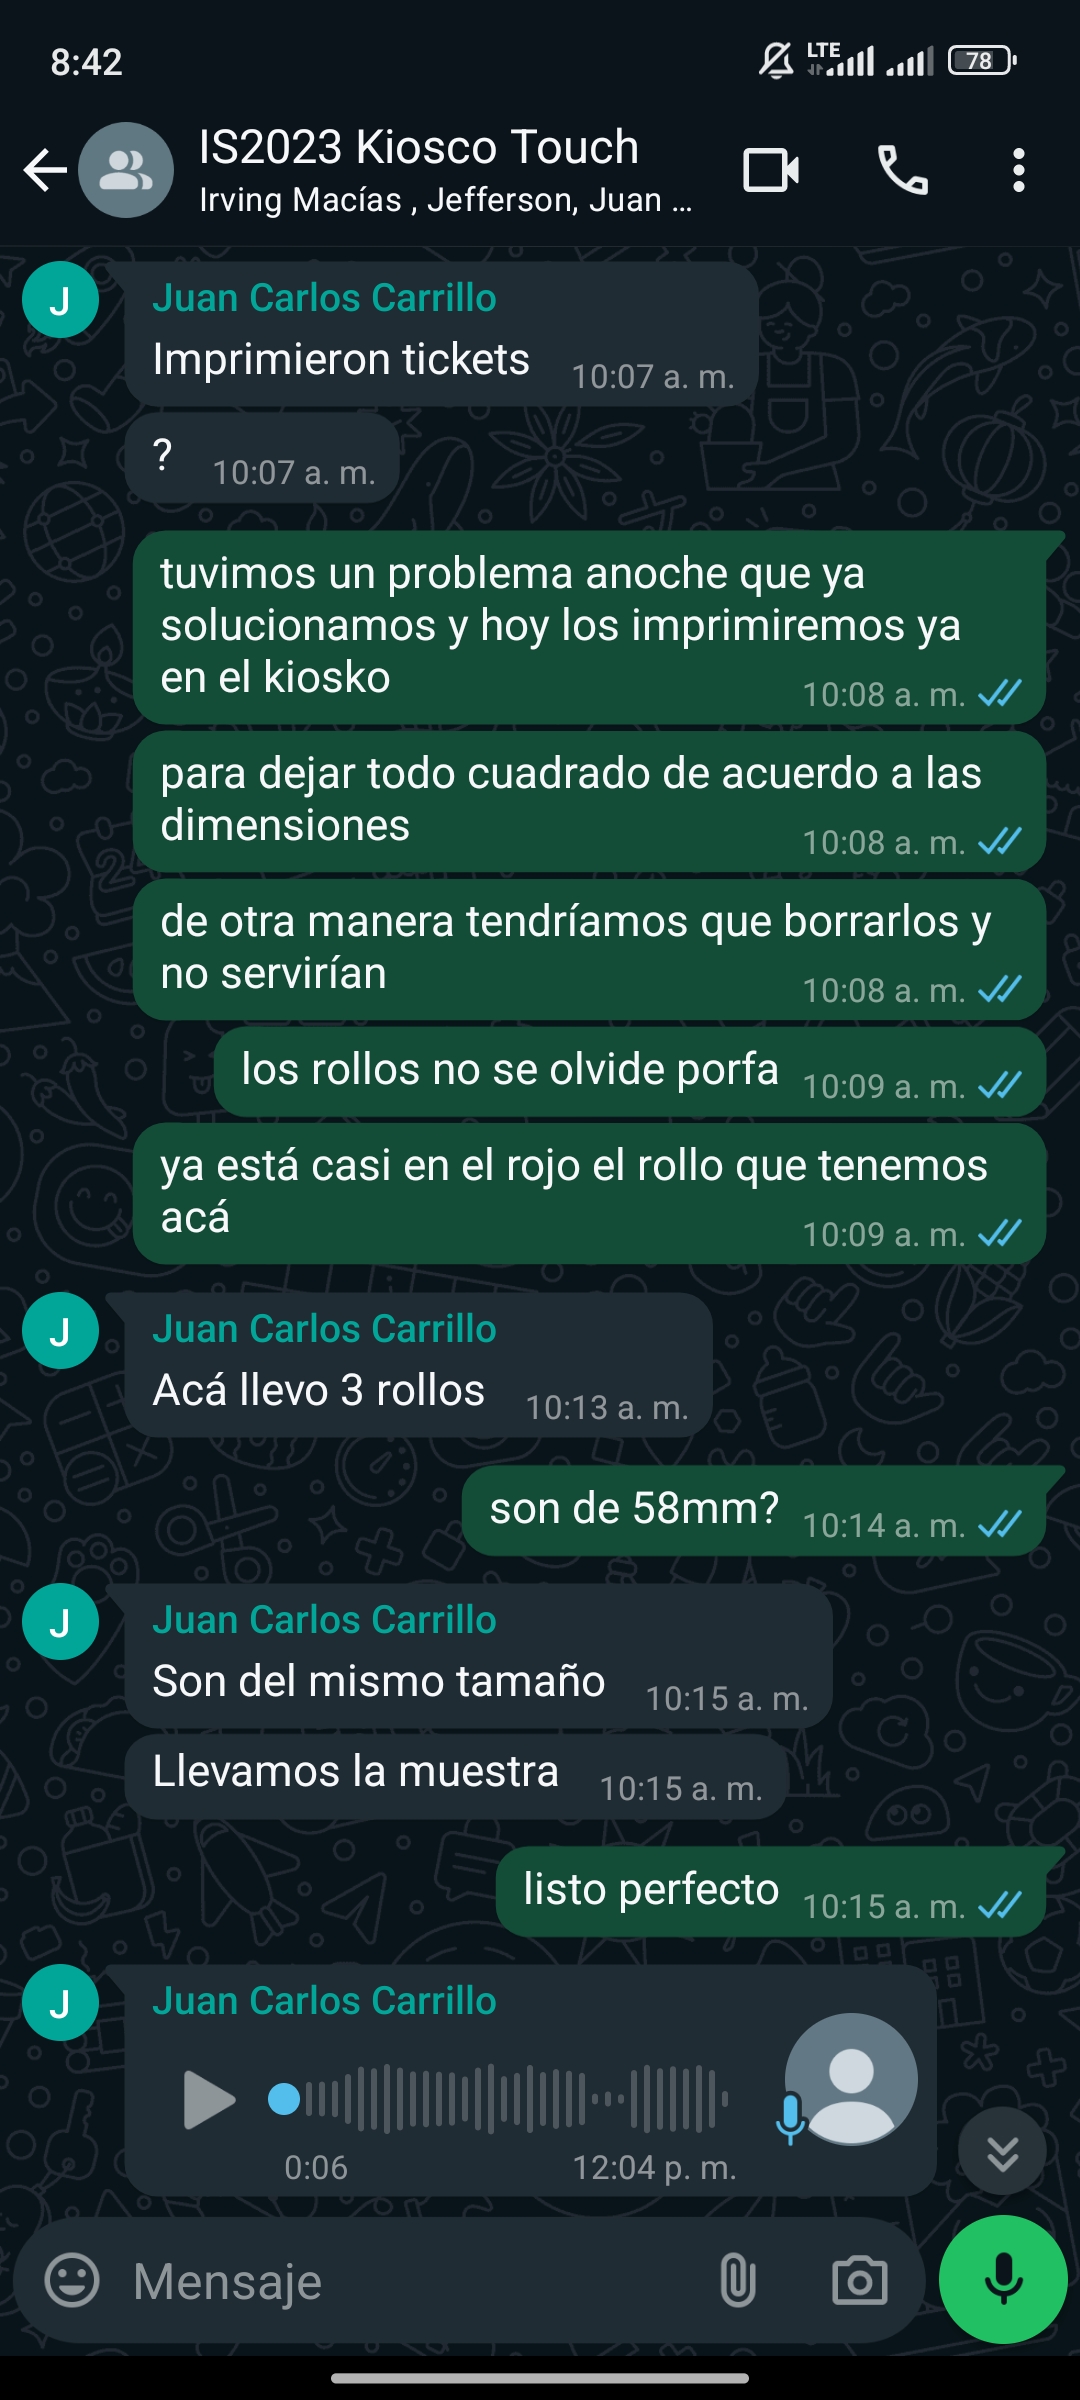 8:42
LTE
78
IS2023 Kiosco Touch
Irving Macías , Jefferson, Juan ...
J
Juan Carlos Carrillo
Imprimieron tickets 10:07 a. m.
? 10:07 a. m.
tuvimos un problema anoche que ya
solucionamos y hoy los imprimiremos ya
en el kiosko 10:08 a. m.
para dejar todo cuadrado de acuerdo a las
dimensiones 10:08 a. m.
de otra manera tendríamos que borrarlos y
no servirían 10:08 a. m.
los rollos no se olvide porfa 10:09 a. m.
ya está casi en el rojo el rollo que tenemos
acá 10:09 a. m.
J
Juan Carlos Carrillo
Acá llevo 3 rollos 10:13 a. m.
son de 58mm? 10:14 a. m.
J
Juan Carlos Carrillo
Son del mismo tamaño 10:15 a. m.
Llevamos la muestra 10:15 a. m.
listo perfecto 10:15 a. m.
J
Juan Carlos Carrillo
0:06 12:04 p. m.
Mensaje